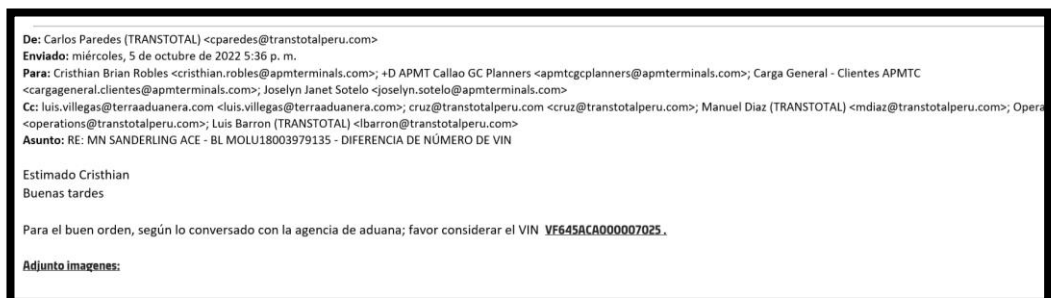 De: Carlos Paredes (TRANSTOTAL) <cparedes@transtotalperu.com>
Enviado: miércoles, 5 de octubre de 2022 5:36 p. m.
Para: Cristhian Brian Robles <cristhian.robles@apmterminals.com>; +D APMT Callao GC Planners <apmtcgcplanners@apmterminals.com>; Carga General - Clientes APMTC
<cargageneral.clientes@apmterminals.com>; Joselyn Janet Sotelo <joselyn.sotelo@apmterminals.com>
Cc: luis.villegas@terraaduanera.com <luis.villegas@terraaduanera.com>; cruz@transtotal.com <cruz@transtotalperu.com>; Manuel Diaz (TRANSTOTAL) <mdiaz@transtotalperu.com>; Opera
<operations@transtotalperu.com>; Luis Barron (TRANSTOTAL) <lbarron@transtotalperu.com>
Asunto: RE: MN SANDERLING ACE - BL MOLU18003979135 - DIFERENCIA DE NÚMERO DE VIN
Estimado Cristhian
Buenas tardes
Para el buen orden, según lo conversado con la agencia de aduana; favor considerar el VIN VF645ACA000007025 .
Adjunto imagenes: